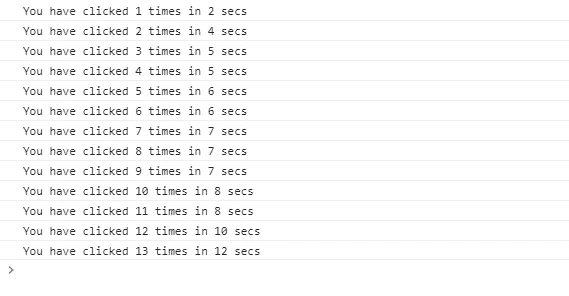 You have clicked 1 times in 2 secs
You have clicked 2 times in 4 secs
You have clicked 3 times in 5 secs
You have clicked 4 times in 5 secs
You have clicked 5 times in 6 secs
You have clicked 6 times in 6 secs
You have clicked 7 times in 7 secs
You have clicked 8 times in 7 secs
You have clicked 9 times in 7 secs
You have clicked 10 times in 8 secs
You have clicked 11 times in 8 secs
You have clicked 12 times in 10 secs
You have clicked 13 times in 12 secs
>